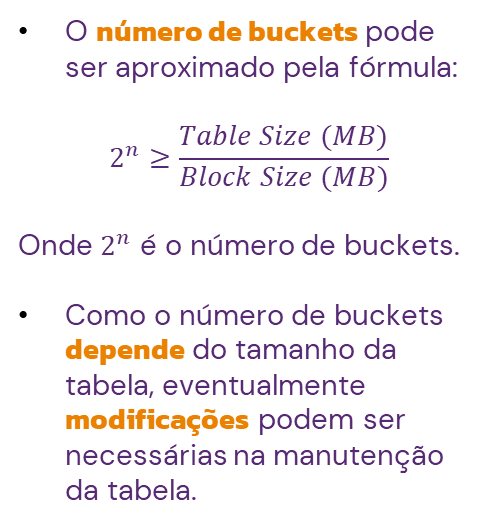 • O número de buckets pode
ser aproximado pela fórmula:
2^n ≥ Table Size (MB) / Block Size (MB)
Onde 2^n é o número de buckets.
• Como o número de buckets
depende do tamanho da
tabela, eventualmente
modificações podem ser
necessárias na manutenção
da tabela.